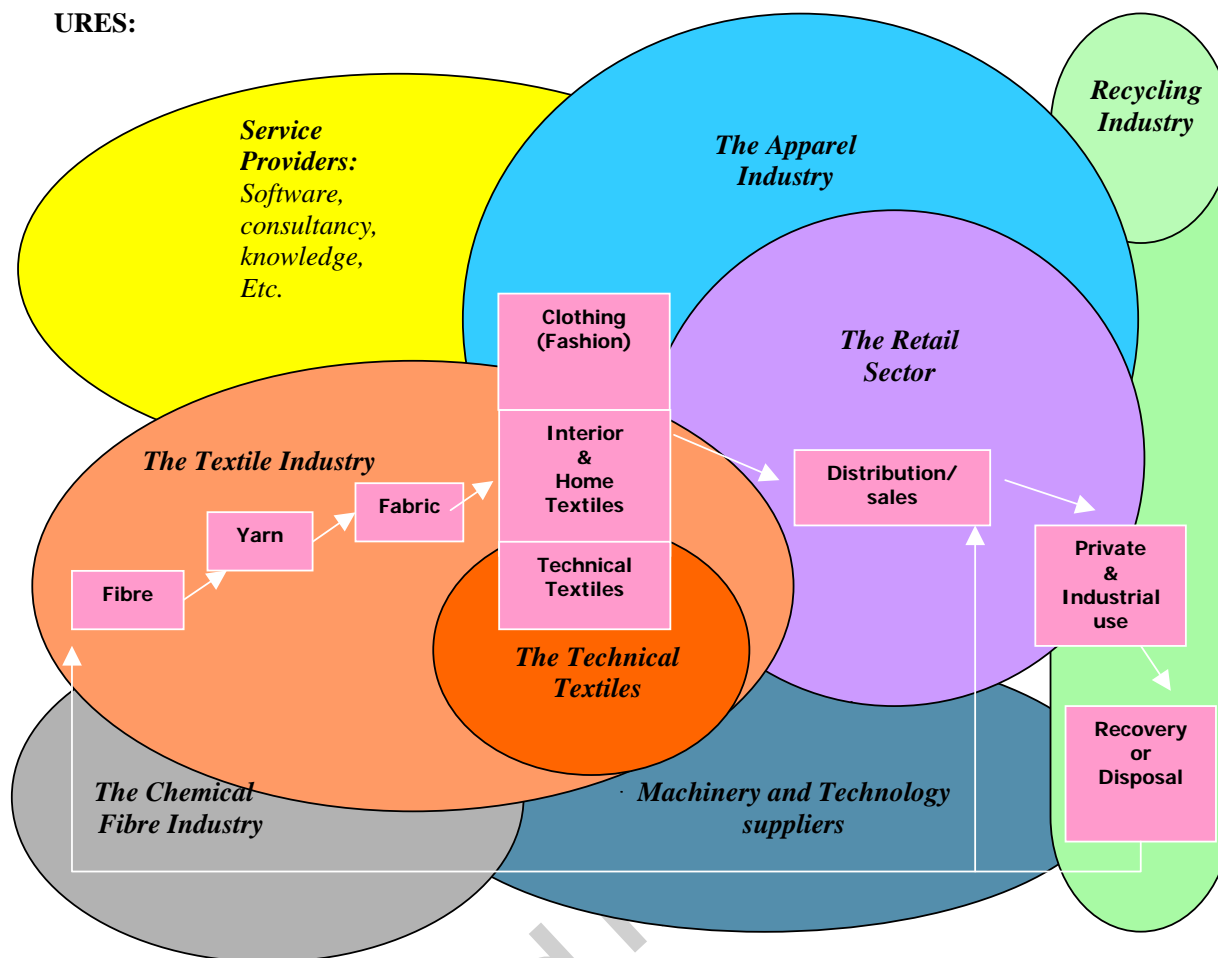 URES:
Service
Providers:
Software,
consultancy,
knowledge,
Etc.
The Apparel
Industry
Recycling
Industry
Clothing
(Fashion)
The Retail
Sector
The Textile Industry
Interior
&
Home
Textiles
Distribution/
sales
Fabric
Yarn
Fibre
Technical
Textiles
Private
&
Industrial
use
The Technical
Textiles
Recovery
or
Disposal
The Chemical
Fibre Industry
Machinery and Technology
suppliers